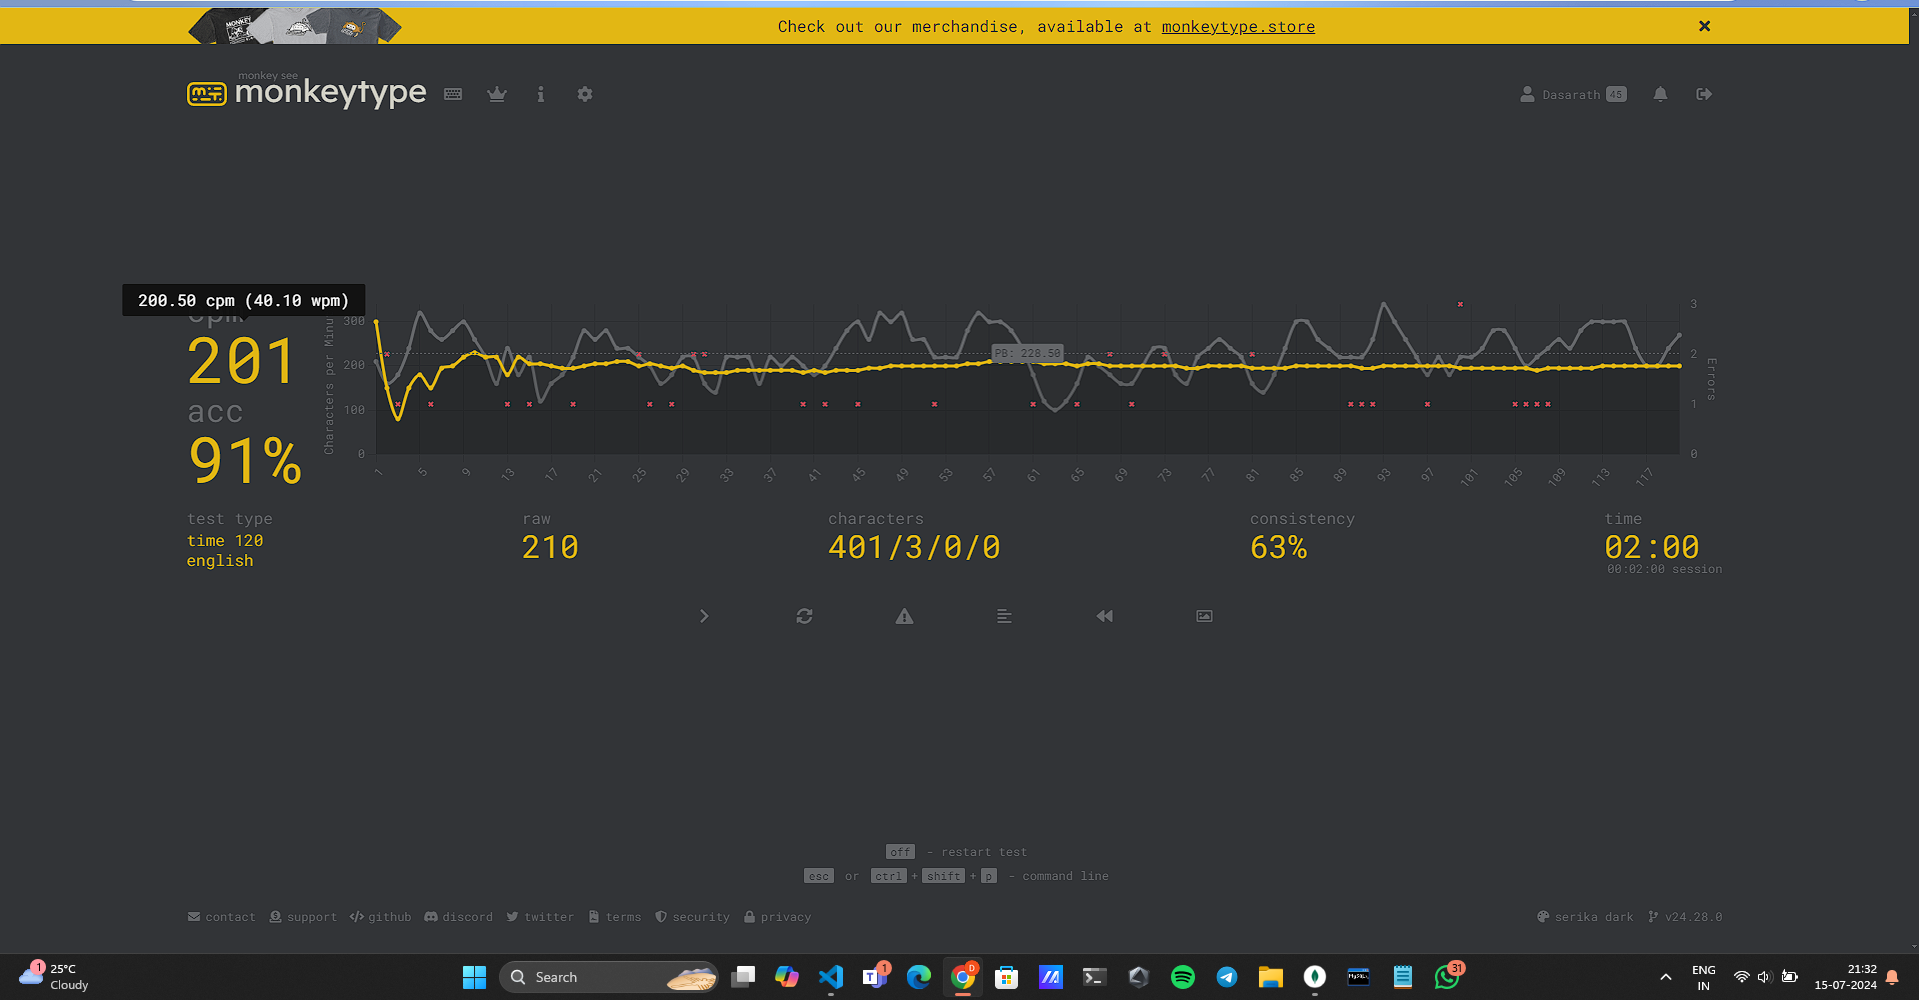 Check out our merchandise, available at monkeytype.store
monkey see
monkeytype
Dasarath 45
200.50 cpm (40.10 wpm)
201
acc
91%
Characters per Minu
300
200
100
0
PB: 228.50
3
2
1
0
Errors
1 5 9 13 17 21 25 29 33 37 41 45 49 53 57 61 65 69 73 77 81 85 89 93 97 101 105 109 113 117
test type
time 120
english
raw
210
characters
401/3/0/0
consistency
63%
time
02:00
00:02:00 session
off - restart test
esc or ctrl + shift + p - command line
contact support github discord twitter terms security privacy
serika dark v24.28.0
1
25°C
Cloudy
Search
1
D
31
ENG
IN
21:32
15-07-2024